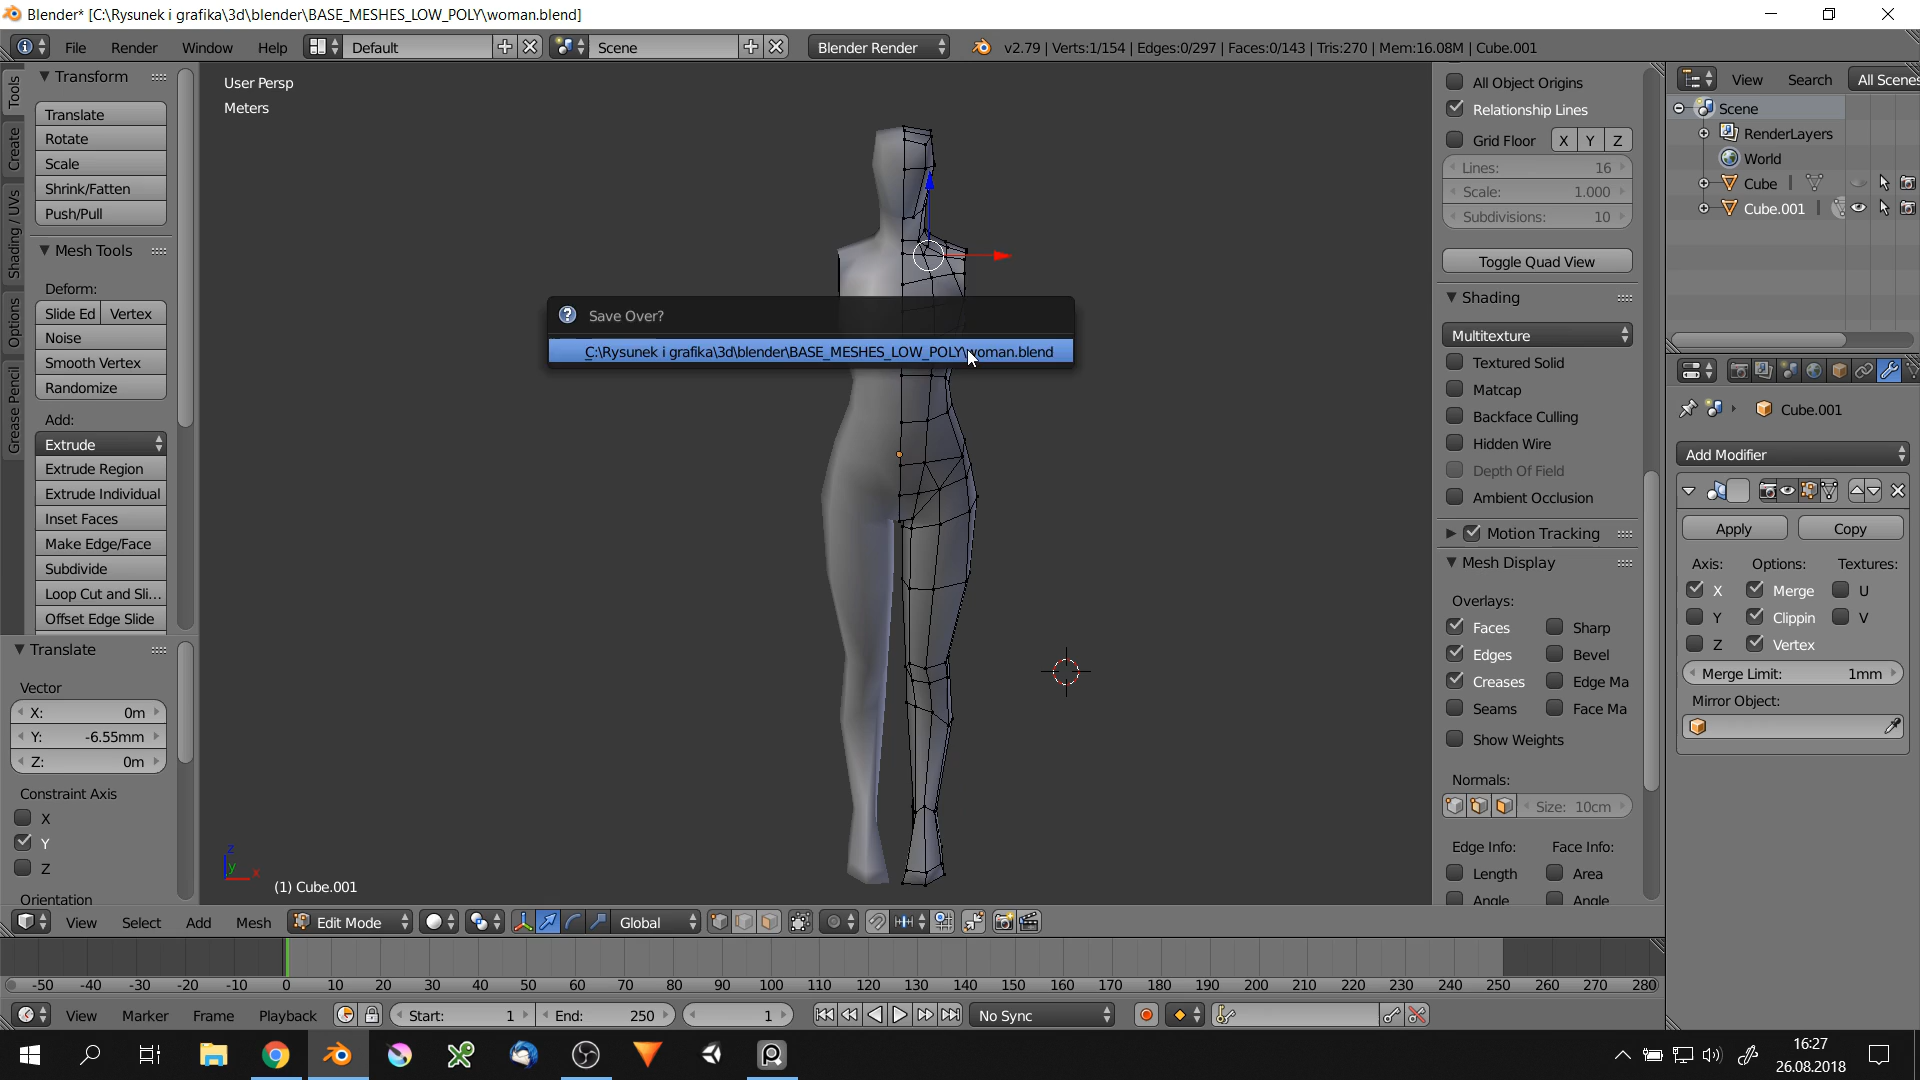 Blender* [C:\Rysunek i grafika\3d\blender\BASE_MESHES_LOW_POLY\woman.blend]
File Render Window Help Default Scene Blender Render v2.79 | Verts:1/154 | Edges:0/297 | Faces:0/143 | Tris:270 | Mem:16.08M | Cube.001
Tools
Create
Shading / UVs
Options
Grease Pencil
Transform
Translate
Rotate
Scale
Shrink/Fatten
Push/Pull
Mesh Tools
Deform:
Slide Ed Vertex
Noise
Smooth Vertex
Randomize
Add:
Extrude
Extrude Region
Extrude Individual
Inset Faces
Make Edge/Face
Subdivide
Loop Cut and Sli...
Offset Edge Slide
Translate
Vector
X: 0m
Y: -6.55mm
Z: 0m
Constraint Axis
X
Y
Z
Orientation
User Persp
Meters
Save Over?
C:\Rysunek i grafika\3d\blender\BASE_MESHES_LOW_POLY\woman.blend
z
y
x
(1) Cube.001
All Object Origins
Relationship Lines
Grid Floor X Y Z
Lines: 16
Scale: 1.000
Subdivisions: 10
Toggle Quad View
Shading
Multitexture
Textured Solid
Matcap
Backface Culling
Hidden Wire
Depth Of Field
Ambient Occlusion
Motion Tracking
Mesh Display
Overlays:
Faces Sharp
Edges Bevel
Creases Edge Ma
Seams Face Ma
Show Weights
Normals:
Size: 10cm
Edge Info: Face Info:
Length Area
Angle Angle
View Search All Scenes
Scene
RenderLayers
World
Cube
Cube.001
Cube.001
Add Modifier
Apply Copy
Axis: Options: Textures:
X Merge U
Y Clippin V
Z Vertex
Merge Limit: 1mm
Mirror Object:
View Select Add Mesh Edit Mode Global
-50 -40 -30 -20 -10 0 10 20 30 40 50 60 70 80 90 100 110 120 130 140 150 160 170 180 190 200 210 220 230 240 250 260 270 280
View Marker Frame Playback Start: 1 End: 250 1 No Sync
16:27
26.08.2018